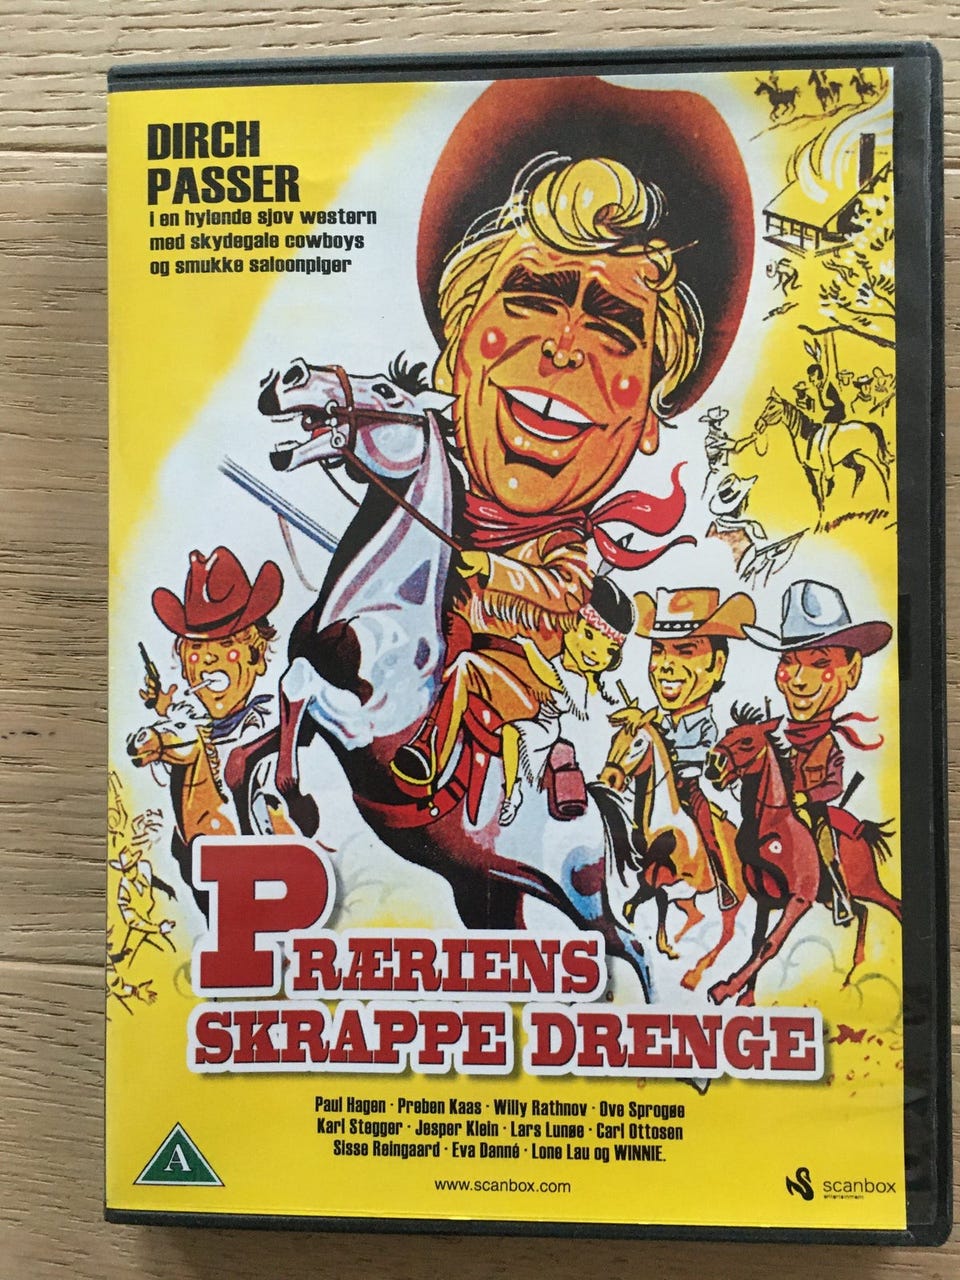 DIRCH
PASSER
i en hylende sjov western
med skydegale cowboys
og smukke saloonpiger
PRÆRIENS
SKRAPPE DRENGE
Paul Hagen · Preben Kaas · Willy Rathnov · Ove Sprogøe
Karl Stegger · Jesper Klein · Lars Lunøe · Carl Ottosen
Sisse Reingaard · Eva Danné · Lone Lau og WINNIE.
A
www.scanbox.com
scanbox
entertainment